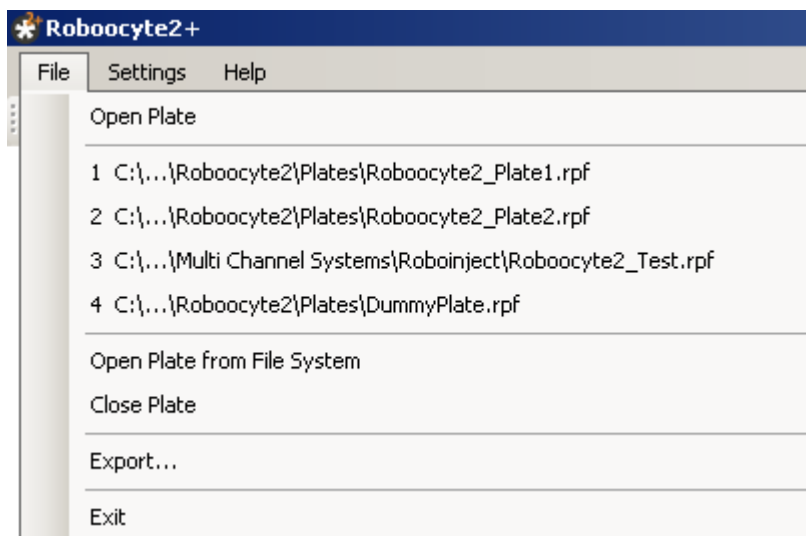 Roboocyte2+
File Settings Help
Open Plate
1 C:\...\Roboocyte2\Plates\Roboocyte2_Plate1.rpf
2 C:\...\Roboocyte2\Plates\Roboocyte2_Plate2.rpf
3 C:\...\Multi Channel Systems\Roboinject\Roboocyte2_Test.rpf
4 C:\...\Roboocyte2\Plates\DummyPlate.rpf
Open Plate from File System
Close Plate
Export...
Exit